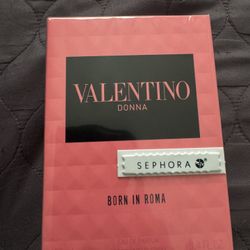 VALENTINO
DONNA
SEPHORA
BORN IN ROMA